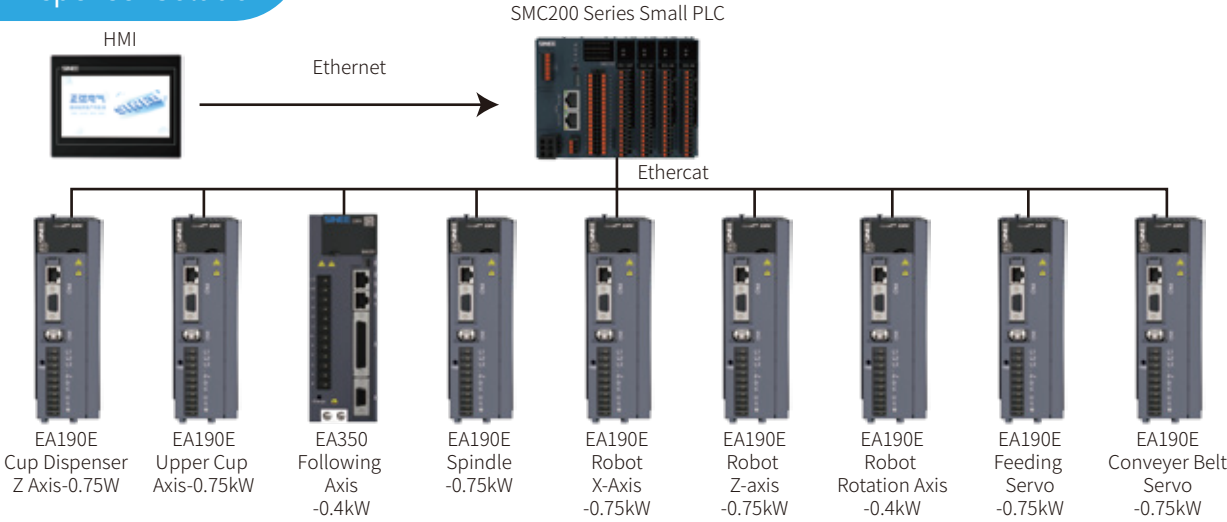 SMC200 Series Small PLC
HMI
Ethernet
SINEE
Ethercat
EA190E
Cup Dispenser
Z Axis-0.75W
EA190E
Upper Cup
Axis-0.75kW
EA350
Following
Axis
-0.4kW
EA190E
Spindle
-0.75kW
EA190E
Robot
X-Axis
-0.75kW
EA190E
Robot
Z-axis
-0.75kW
EA190E
Robot
Rotation Axis
-0.4kW
EA190E
Feeding
Servo
-0.75kW
EA190E
Conveyer Belt
Servo
-0.75kW